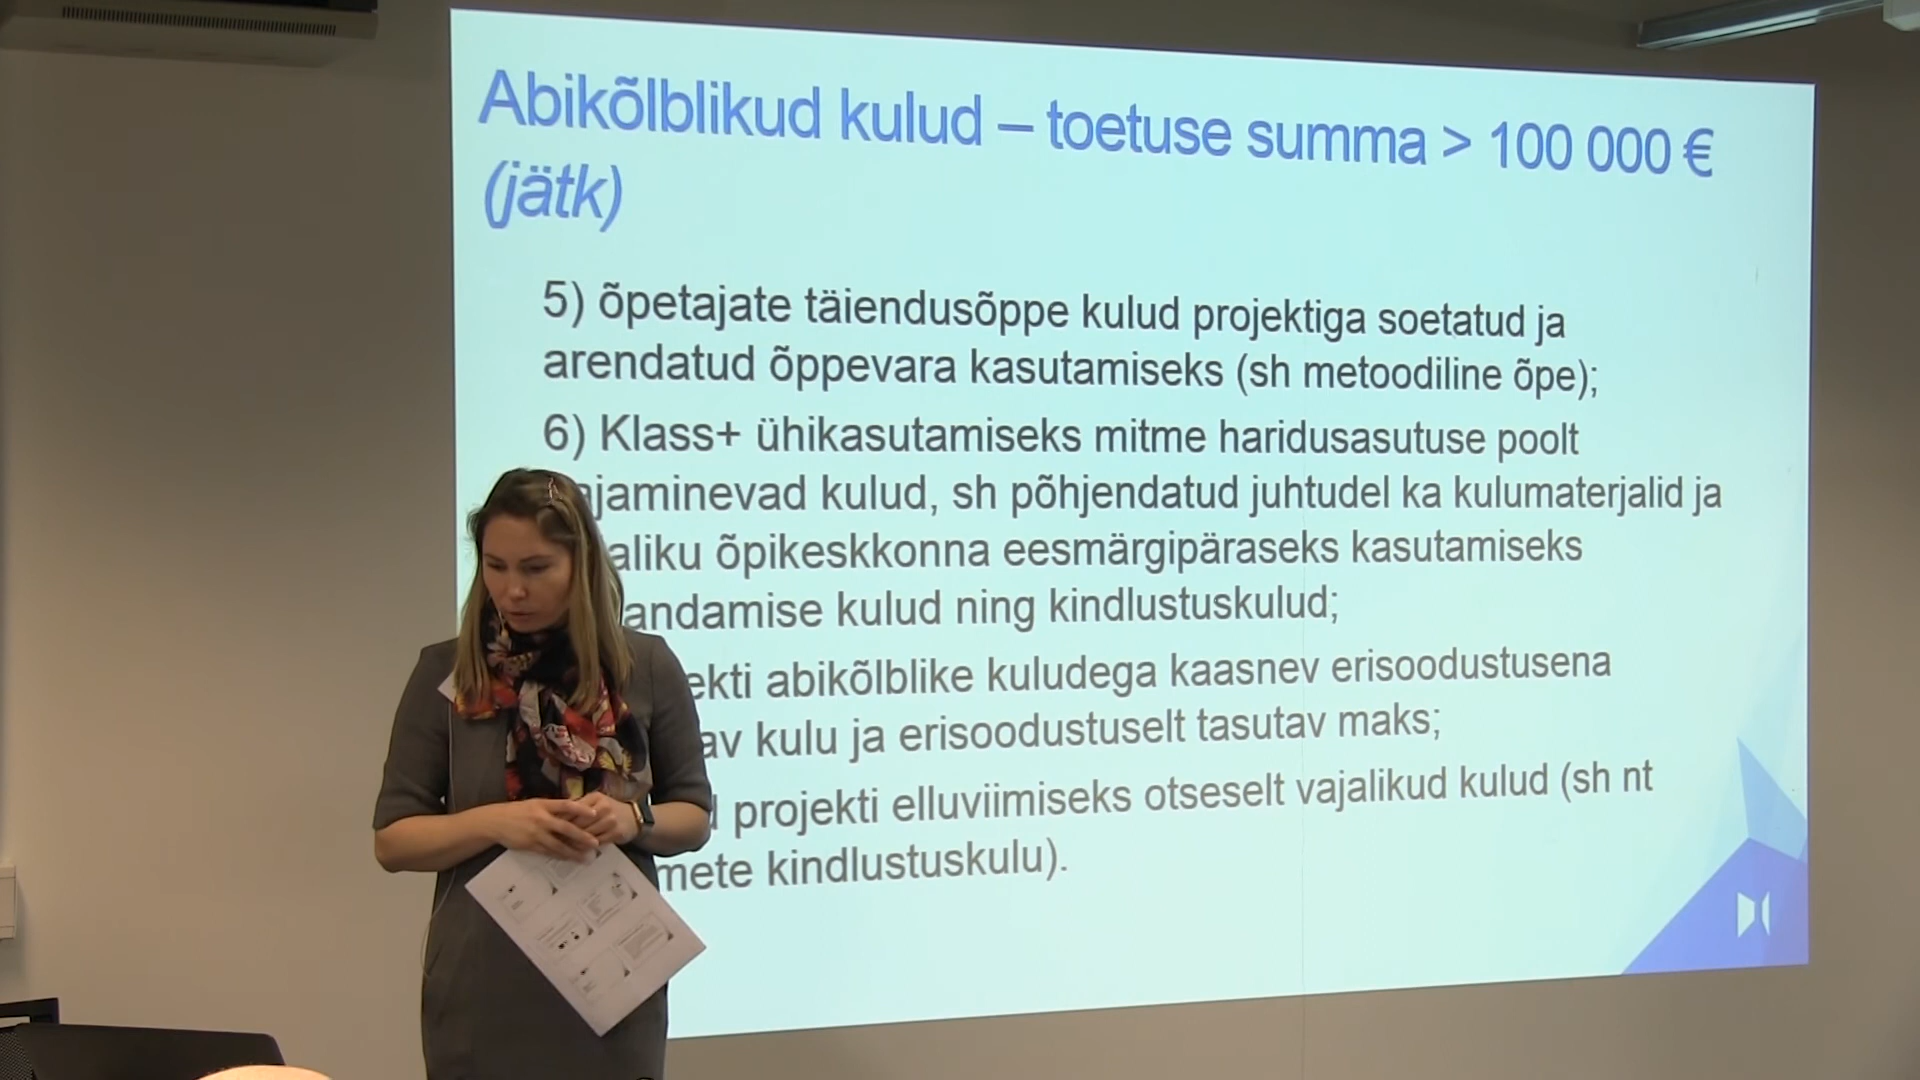 Abikõlblikud kulud – toetuse summa > 100 000 €
(jätk)
5) õpetajate täiendusõppe kulud projektiga soetatud ja
arendatud õppevara kasutamiseks (sh metoodiline õpe);
6) Klass+ ühikasutamiseks mitme haridusasutuse poolt
ajaminevad kulud, sh põhjendatud juhtudel ka kulumaterjalid ja
aliku õpikeskkonna eesmärgipäraseks kasutamiseks
andamise kulud ning kindlustuskulud;
ekti abikõlblike kuludega kaasnev erisoodustusena
av kulu ja erisoodustuselt tasutav maks;
projekti elluviimiseks otseselt vajalikud kulud (sh nt
mete kindlustuskulu).